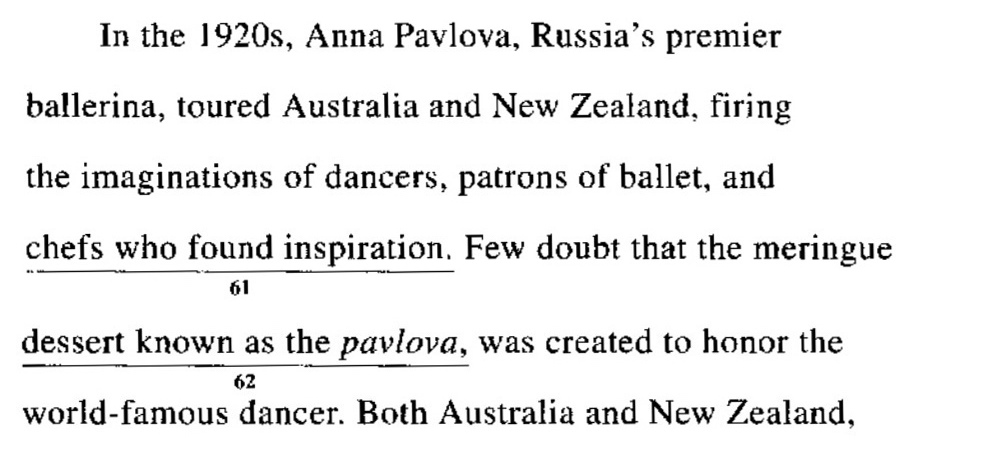 In the 1920s, Anna Pavlova, Russia's premier
ballerina, toured Australia and New Zealand, firing
the imaginations of dancers, patrons of ballet, and
chefs who found inspiration. Few doubt that the meringue
61
dessert known as the pavlova, was created to honor the
62
world-famous dancer. Both Australia and New Zealand,